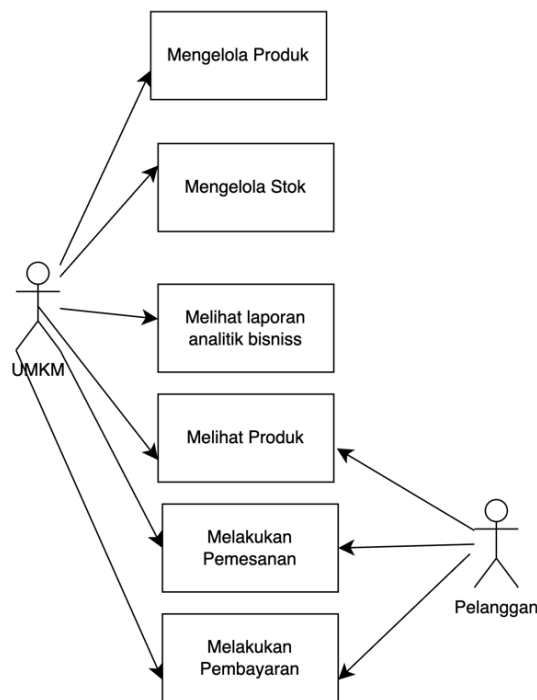 Mengelola Produk
Mengelola Stok
Melihat laporan
analitik bisniss
UMKM
Melihat Produk
Melakukan
Pemesanan
Pelanggan
Melakukan
Pembayaran